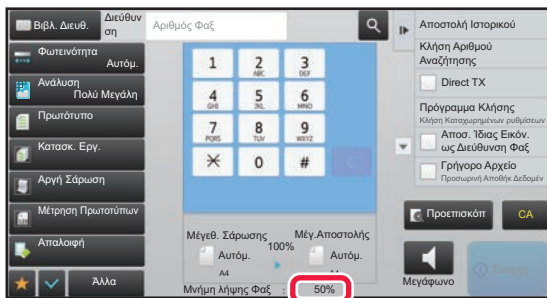 Βιβλ. Διευθ.
Διεύθυν
ση
Αριθμός Φαξ
Φωτεινότητα
Αυτόμ.
Ανάλυση
Πολύ Μεγάλη
Πρωτότυπο
Κατασκ. Εργ.
Αργή Σάρωση
Μέτρηση Πρωτοτύπων
Απαλοιφή
Άλλα
1
2
ABC
3
DEF
4
GHI
5
JKL
6
MNO
7
PQRS
8
TUV
9
WXYZ
0
#
C
Μέγεθ. Σάρωσης
100%
Μέγ.Αποστολής
Αυτόμ.
A4
Αυτόμ.
Μνήμη λήψης Φαξ : 50%
Αποστολή Ιστορικού
Κλήση Αριθμού
Αναζήτησης
Direct TX
Πρόγραμμα Κλήσης
Κλήση Καταχωρημένων ρυθμίσεων
Αποσ. Ίδιας Εικόν.
ως Διεύθυνση Φαξ
Γρήγορο Αρχείο
Προσωρινή Αποθήκ Δεδομέν
Προεπισκόπ
CA
Μεγάφωνο